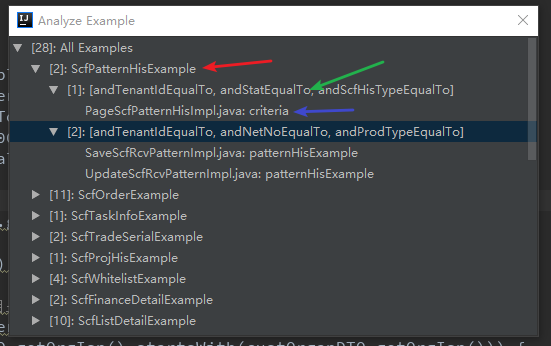 Analyze Example
[28]: All Examples
[2]: ScfPatternHisExample
[1]: [andTenantIdEqualTo, andStatEqualTo, andScfHisTypeEqualTo]
PageScfPatternHisImpl.java: criteria
[2]: [andTenantIdEqualTo, andNetNoEqualTo, andProdTypeEqualTo]
SaveScfRcvPatternImpl.java: patternHisExample
UpdateScfRcvPatternImpl.java: patternHisExample
[11]: ScfOrderExample
[1]: ScfTaskInfoExample
[2]: ScfTradeSerialExample
[1]: ScfProjHisExample
[4]: ScfWhitelistExample
[2]: ScfFinanceDetailExample
[10]: ScfListDetailExample